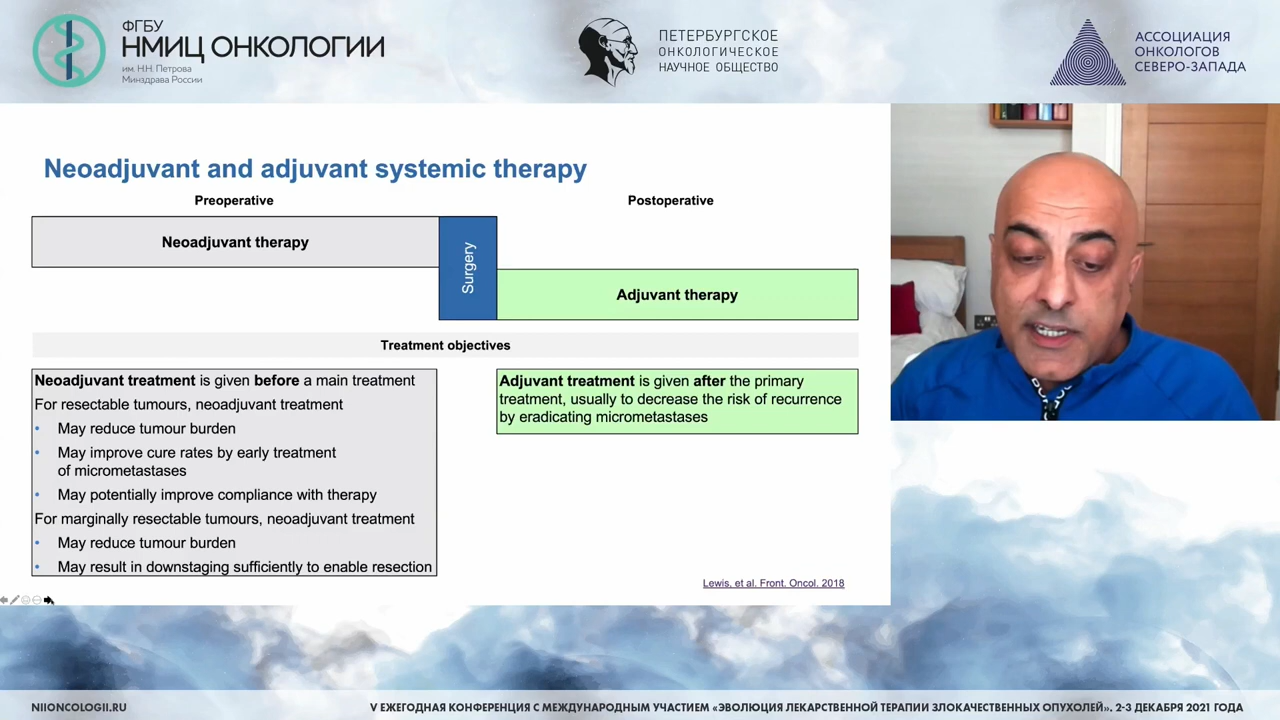 ФГБУ
НМИЦ ОНКОЛОГИИ
им. Н.Н. Петрова
Минздрава России
ПЕТЕРБУРГСКОЕ
ОНКОЛОГИЧЕСКОЕ
НАУЧНОЕ ОБЩЕСТВО
АССОЦИАЦИЯ
ОНКОЛОГОВ
СЕВЕРО-ЗАПАДА
Neoadjuvant and adjuvant systemic therapy
Preoperative
Postoperative
Neoadjuvant therapy
Surgery
Adjuvant therapy
Treatment objectives
Neoadjuvant treatment is given before a main treatment
For resectable tumours, neoadjuvant treatment
• May reduce tumour burden
• May improve cure rates by early treatment
of micrometastases
• May potentially improve compliance with therapy
For marginally resectable tumours, neoadjuvant treatment
• May reduce tumour burden
• May result in downstaging sufficiently to enable resection
Adjuvant treatment is given after the primary
treatment, usually to decrease the risk of recurrence
by eradicating micrometastases
Lewis. et al. Front. Oncol. 2018
NIIONCOLOGII.RU
V ЕЖЕГОДНАЯ КОНФЕРЕНЦИЯ С МЕЖДУНАРОДНЫМ УЧАСТИЕМ «ЭВОЛЮЦИЯ ЛЕКАРСТВЕННОЙ ТЕРАПИИ ЗЛОКАЧЕСТВЕННЫХ ОПУХОЛЕЙ». 2-3 ДЕКАБРЯ 2021 ГОДА